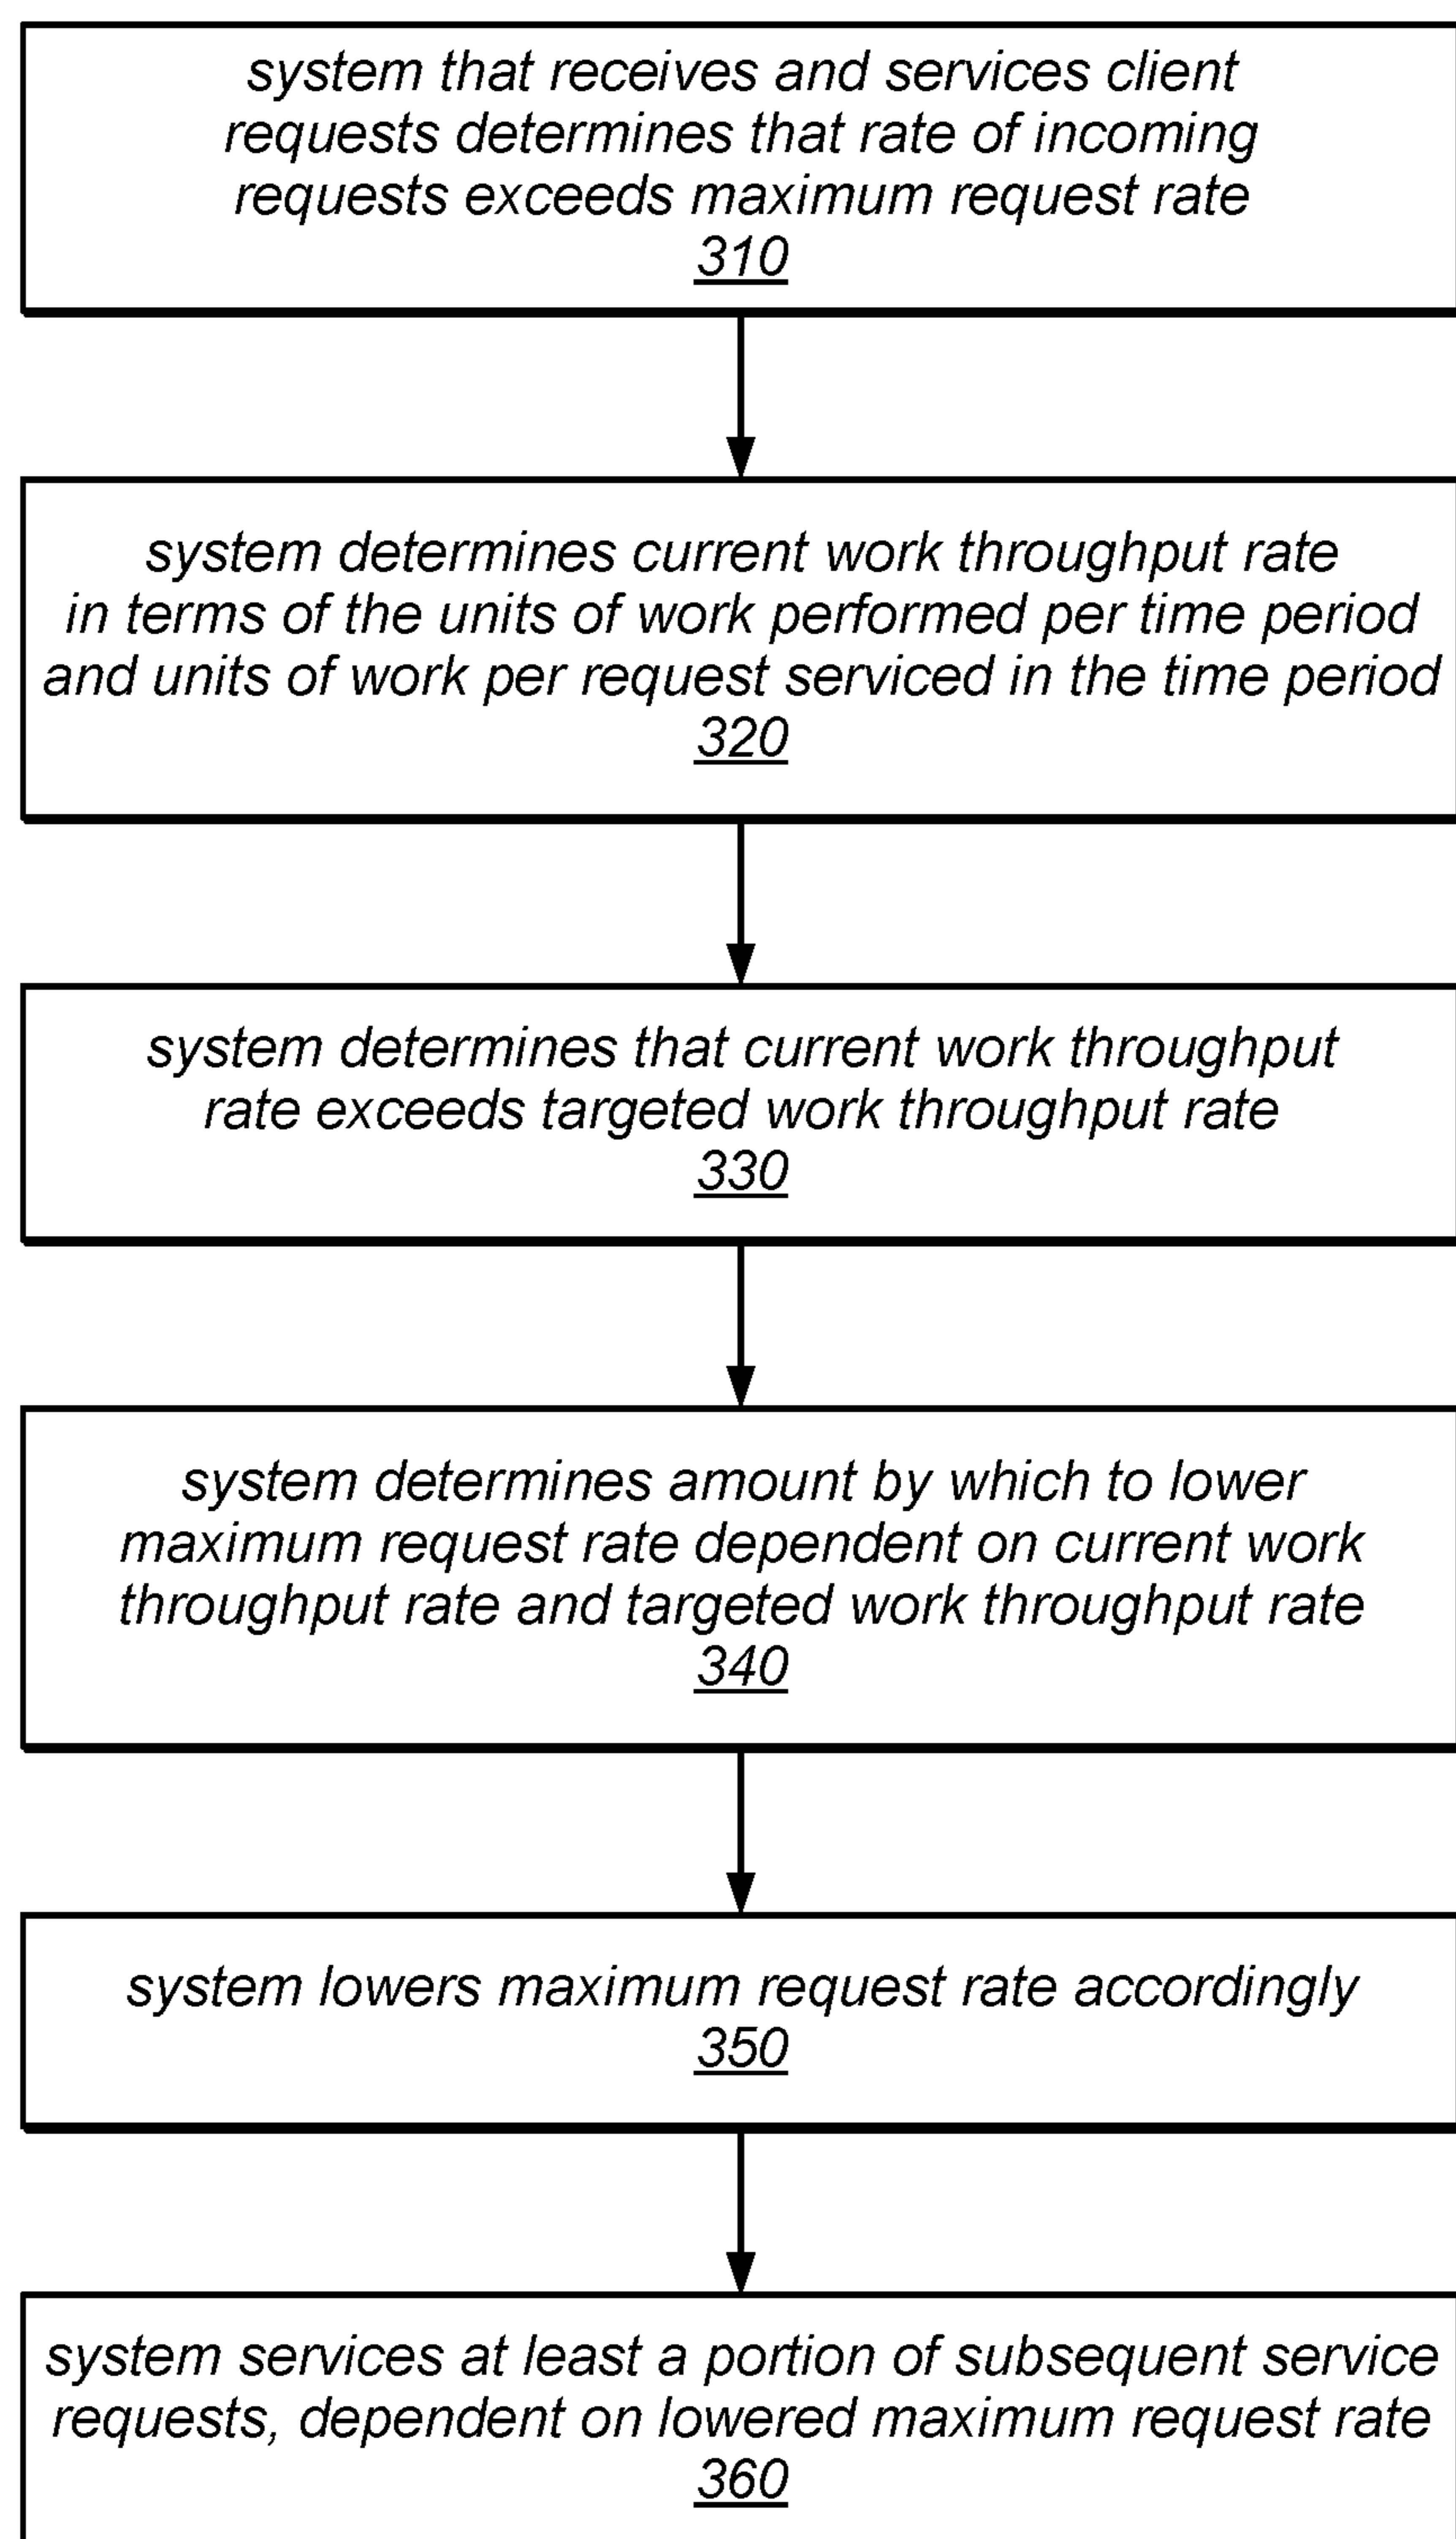 system that receives and services client
requests determines that rate of incoming
requests exceeds maximum request rate
310
system determines current work throughput rate
in terms of the units of work performed per time period
and units of work per request serviced in the time period
320
system determines that current work throughput
rate exceeds targeted work throughput rate
330
system determines amount by which to lower
maximum request rate dependent on current work
throughput rate and targeted work throughput rate
340
system lowers maximum request rate accordingly
350
system services at least a portion of subsequent service
requests, dependent on lowered maximum request rate
360